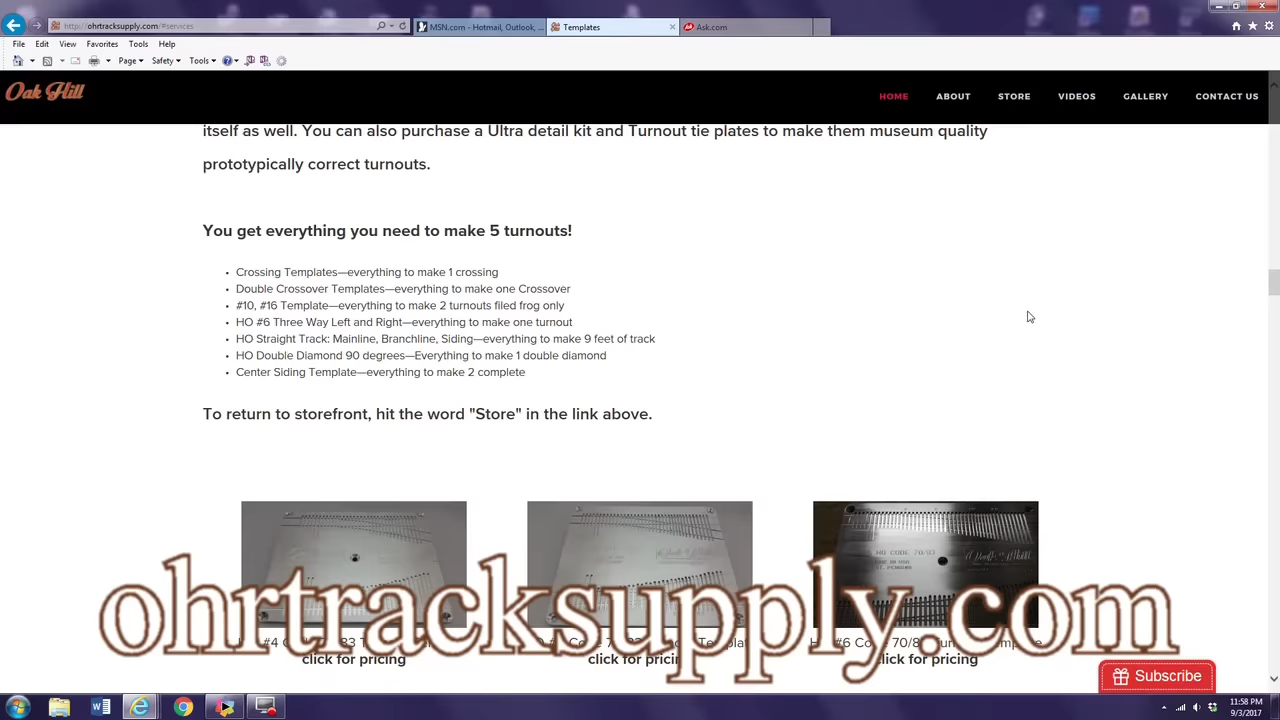 http://ohrtracksupply.com/#services
MSN.com - Hotmail, Outlook, ...
Templates
Ask.com
File Edit View Favorites Tools Help
Page Safety Tools
Oak Hill
HOME ABOUT STORE VIDEOS GALLERY CONTACT US
itself as well. You can also purchase a Ultra detail kit and Turnout tie plates to make them museum quality
prototypically correct turnouts.
You get everything you need to make 5 turnouts!
• Crossing Templates—everything to make 1 crossing
• Double Crossover Templates—everything to make one Crossover
• #10, #16 Template—everything to make 2 turnouts filed frog only
• HO #6 Three Way Left and Right—everything to make one turnout
• HO Straight Track: Mainline, Branchline, Siding—everything to make 9 feet of track
• HO Double Diamond 90 degrees—Everything to make 1 double diamond
• Center Siding Template—everything to make 2 complete
To return to storefront, hit the word "Store" in the link above.
HO CODE 70/83
ohrtracksupply.com
click for pricing
click for pricing
click for pricing
Subscribe
11:58 PM
9/3/2017